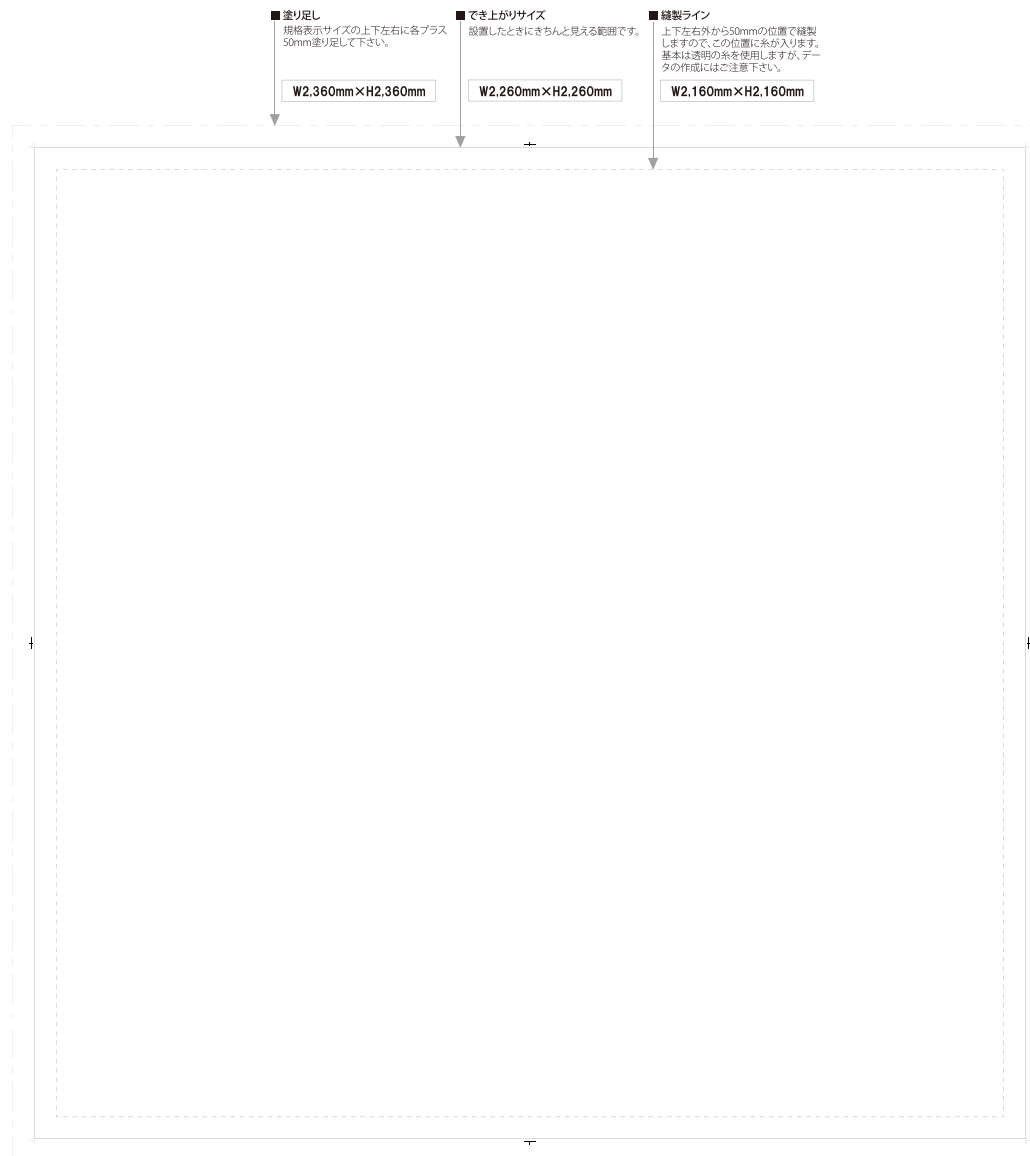 ■塗り足し
規格表示サイズの上下左右に各プラス
50mm塗り足して下さい。
W2,360mm×H2,360mm
■でき上がりサイズ
設置したときにきちんと見える範囲です。
W2,260mm×H2,260mm
■縫製ライン
上下左右外から50mmの位置で縫製
しますので、この位置に糸が入ります。
基本は透明の糸を使用しますが、デー
タの作成にはご注意下さい。
W2,160mm×H2,160mm